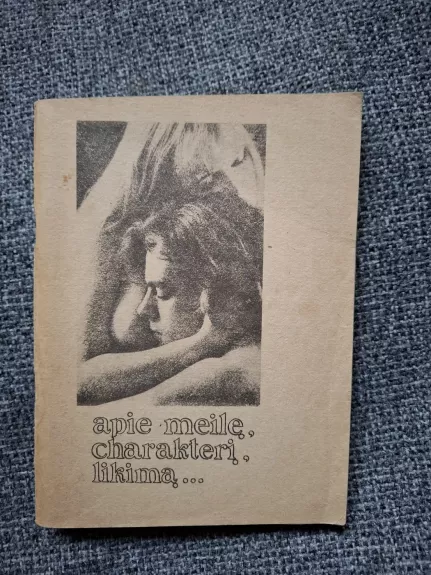 apie meilę,
charakterį,
likimą...